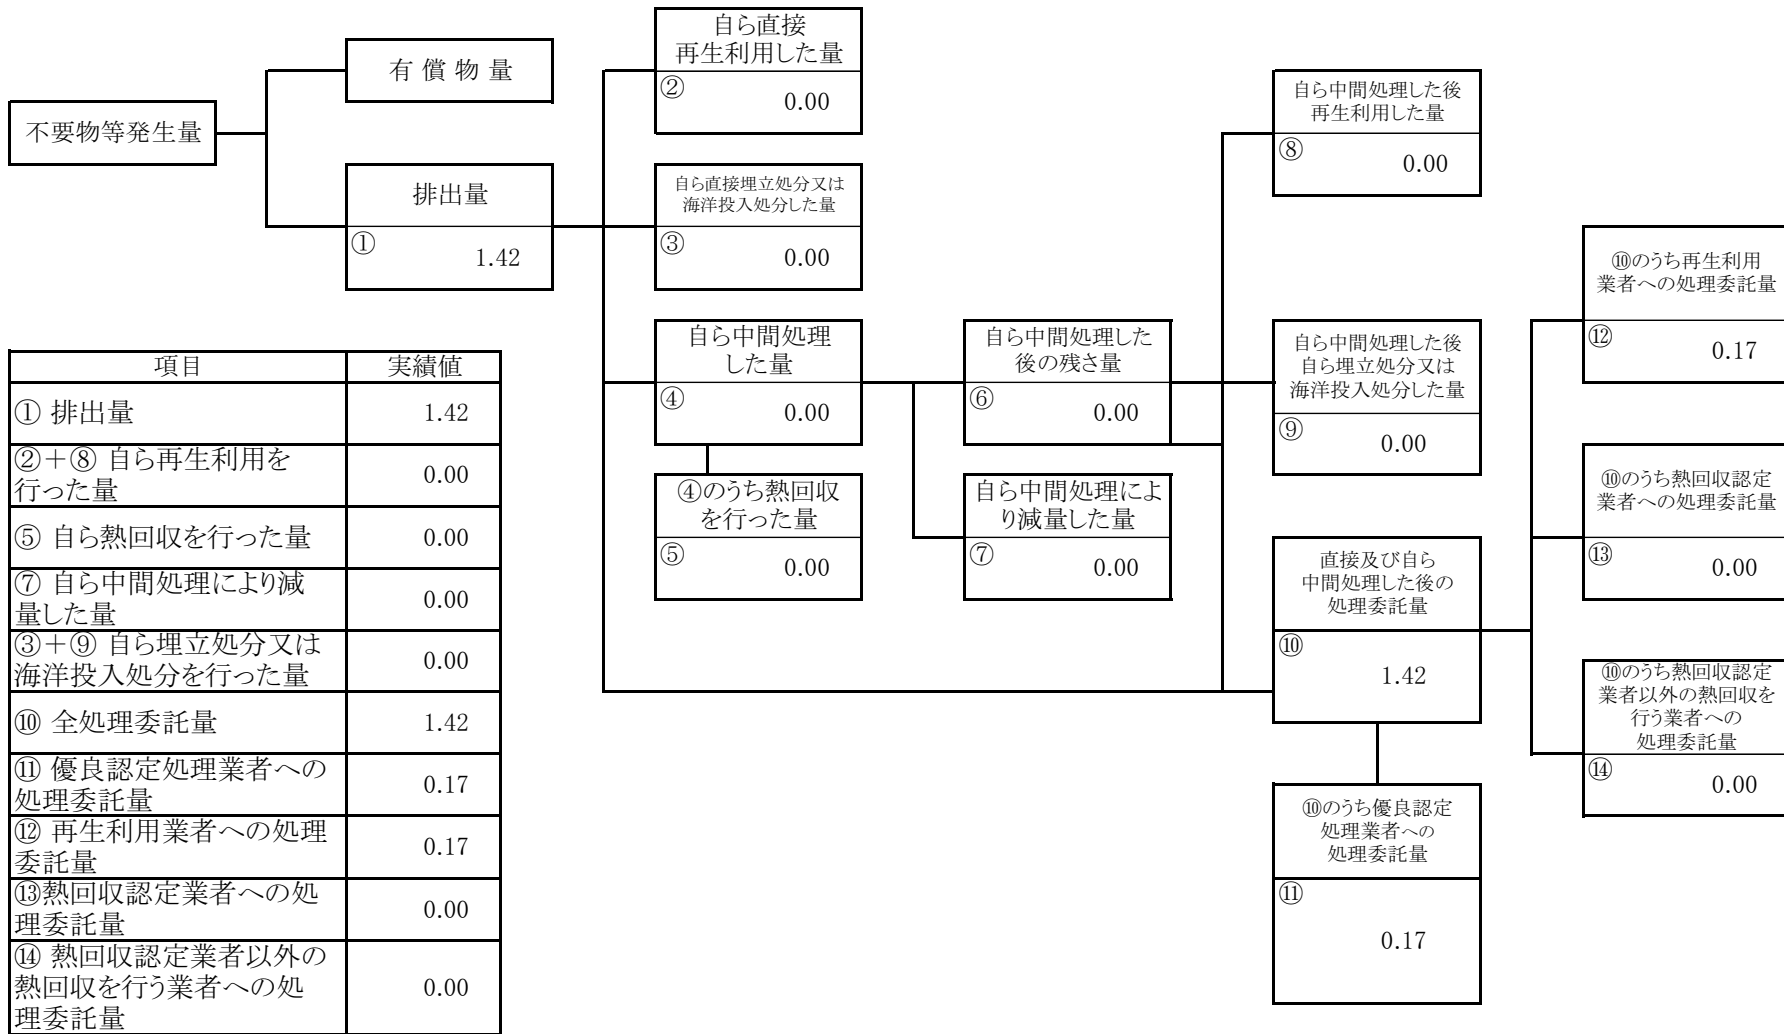 不要物等発生量
有償物量
排出量
①
1.42
自ら直接
再生利用した量
②
0.00
自ら直接埋立処分又は
海洋投入処分した量
③
0.00
自ら中間処理
した量
④
0.00
④のうち熱回収
を行った量
⑤
0.00
自ら中間処理した
後の残さ量
⑥
0.00
自ら中間処理によ
り減量した量
⑦
0.00
自ら中間処理した後
再生利用した量
⑧
0.00
自ら中間処理した後
自ら埋立処分又は
海洋投入処分した量
⑨
0.00
直接及び自ら
中間処理した後の
処理委託量
⑩
1.42
⑩のうち優良認定
処理業者への
処理委託量
⑪
0.17
⑩のうち再生利用
業者への処理委託量
⑫
0.17
⑩のうち熱回収認定
業者への処理委託量
⑬
0.00
⑩のうち熱回収認定
業者以外の熱回収を
行う業者への
処理委託量
⑭
0.00
項目 実績値
① 排出量 1.42
②+⑧ 自ら再生利用を
行った量 0.00
⑤ 自ら熱回収を行った量 0.00
⑦ 自ら中間処理により減
量した量 0.00
③+⑨ 自ら埋立処分又は
海洋投入処分を行った量 0.00
⑩ 全処理委託量 1.42
⑪ 優良認定処理業者への
処理委託量 0.17
⑫ 再生利用業者への処理
委託量 0.17
⑬熱回収認定業者への処
理委託量 0.00
⑭ 熱回収認定業者以外の
熱回収を行う業者への処
理委託量 0.00